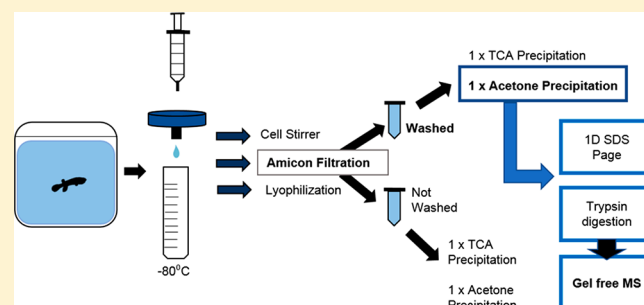 -80⁰C
Cell Stirrer
Amicon Filtration
Lyophilization
Washed
Not
Washed
1 x TCA Precipitation
1 x Acetone Precipitation
1 x TCA
Precipitation
1 x Acetone
Precipitation
1D SDS
Page
Trypsin
digestion
Gel free MS